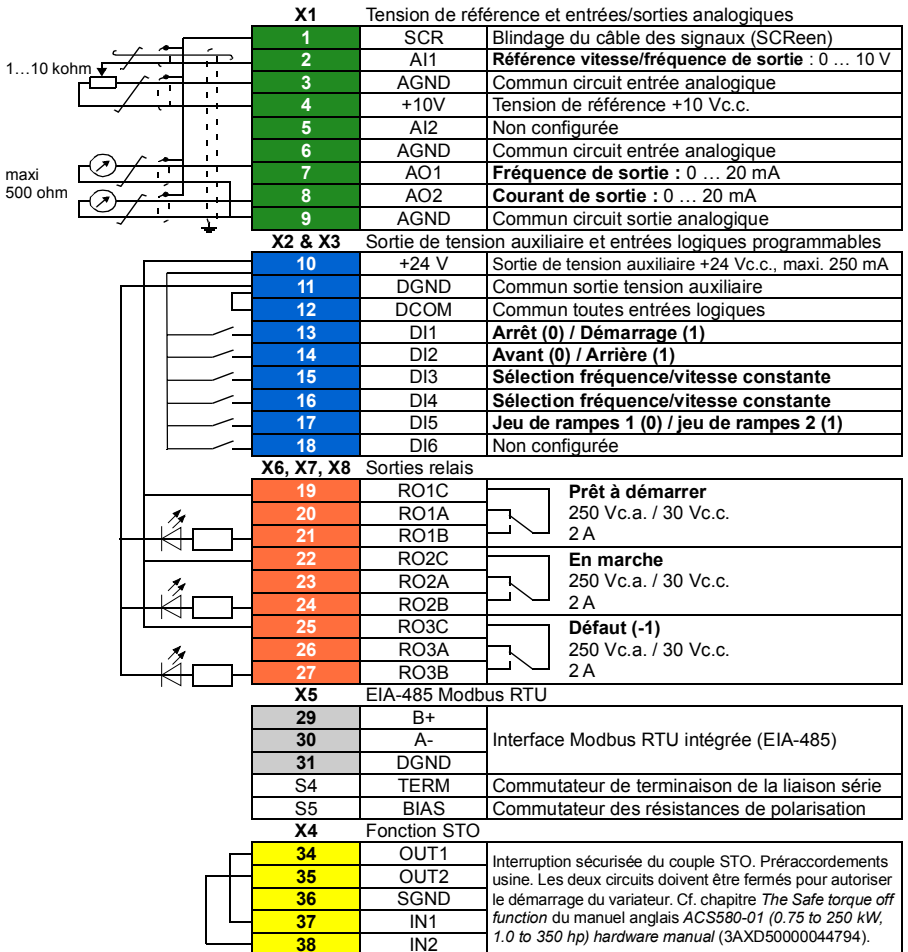 X1 Tension de référence et entrées/sorties analogiques
1 SCR Blindage du câble des signaux (SCReen)
1…10 kohm
2 AI1 Référence vitesse/fréquence de sortie : 0 … 10 V
3 AGND Commun circuit entrée analogique
4 +10V Tension de référence +10 Vc.c.
5 AI2 Non configurée
6 AGND Commun circuit entrée analogique
maxi
500 ohm
7 AO1 Fréquence de sortie : 0 … 20 mA
8 AO2 Courant de sortie : 0 … 20 mA
9 AGND Commun circuit sortie analogique
X2 & X3 Sortie de tension auxiliaire et entrées logiques programmables
10 +24 V Sortie de tension auxiliaire +24 Vc.c., maxi. 250 mA
11 DGND Commun sortie tension auxiliaire
12 DCOM Commun toutes entrées logiques
13 DI1 Arrêt (0) / Démarrage (1)
14 DI2 Avant (0) / Arrière (1)
15 DI3 Sélection fréquence/vitesse constante
16 DI4 Sélection fréquence/vitesse constante
17 DI5 Jeu de rampes 1 (0) / jeu de rampes 2 (1)
18 DI6 Non configurée
X6, X7, X8 Sorties relais
19 RO1C Prêt à démarrer
20 RO1A 250 Vc.a. / 30 Vc.c.
21 RO1B 2 A
22 RO2C En marche
23 RO2A 250 Vc.a. / 30 Vc.c.
24 RO2B 2 A
25 RO3C Défaut (-1)
26 RO3A 250 Vc.a. / 30 Vc.c.
27 RO3B 2 A
X5 EIA-485 Modbus RTU
29 B+
30 A- Interface Modbus RTU intégrée (EIA-485)
31 DGND
S4 TERM Commutateur de terminaison de la liaison série
S5 BIAS Commutateur des résistances de polarisation
X4 Fonction STO
34 OUT1
35 OUT2
36 SGND
37 IN1
38 IN2
Interruption sécurisée du couple STO. Préraccordements
usine. Les deux circuits doivent être fermés pour autoriser
le démarrage du variateur. Cf. chapitre The Safe torque off
function du manuel anglais ACS580-01 (0.75 to 250 kW,
1.0 to 350 hp) hardware manual (3AXD50000044794).